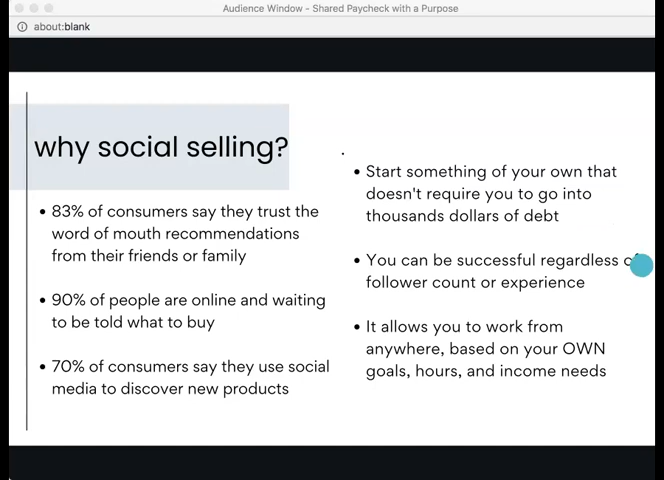 Audience Window - Shared Paycheck with a Purpose
about:blank
why social selling?
• 83% of consumers say they trust the
word of mouth recommendations
from their friends or family
• 90% of people are online and waiting
to be told what to buy
• 70% of consumers say they use social
media to discover new products
• Start something of your own that
doesn't require you to go into
thousands dollars of debt
• You can be successful regardless of
follower count or experience
• It allows you to work from
anywhere, based on your OWN
goals, hours, and income needs